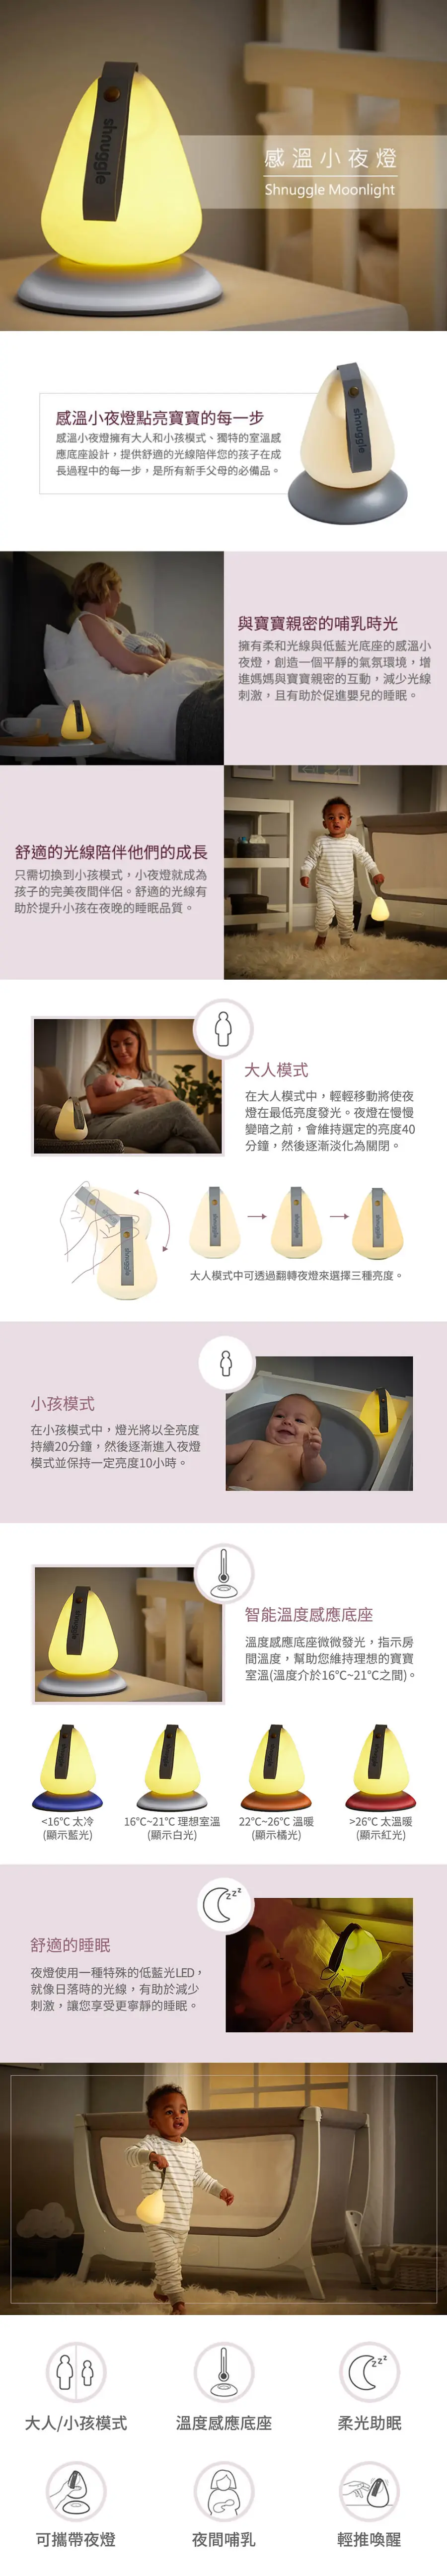 shnuggle
感溫小夜燈
Shnuggle Moonlight
感溫小夜燈點亮寶寶的每一步
感溫小夜燈擁有大人和小孩模式、獨特的室溫感
應底座設計，提供舒適的光線陪伴您的孩子在成
長過程中的每一步，是所有新手父母的必備品。
shnuggle
與寶寶親密的哺乳時光
擁有柔和光線與低藍光底座的感溫小
夜燈，創造一個平靜的氣氛環境，增
進媽媽與寶寶親密的互動，減少光線
刺激，且有助於促進嬰兒的睡眠。
舒適的光線陪伴他們的成長
只需切換到小孩模式，小夜燈就成為
孩子的完美夜間伴侶。舒適的光線有
助於提升小孩在夜晚的睡眠品質。
大人模式
在大人模式中，輕輕移動將使夜
燈在最低亮度發光。夜燈在慢慢
變暗之前，會維持選定的亮度40
分鐘，然後逐漸淡化為關閉。
shnuggle
shnuggle
shnuggle
shnuggle
大人模式中可透過翻轉夜燈來選擇三種亮度。
小孩模式
在小孩模式中，燈光將以全亮度
持續20分鐘，然後逐漸進入夜燈
模式並保持一定亮度10小時。
shnuggle
智能溫度感應底座
溫度感應底座微微發光，指示房
間溫度，幫助您維持理想的寶寶
室溫(溫度介於16°C~21°C之間)。
shnuggle
shnuggle
shnuggle
shnuggle
<16°C 太冷
(顯示藍光)
16°C~21°C 理想室溫
(顯示白光)
22°C~26°C 溫暖
(顯示橘光)
>26°C 太溫暖
(顯示紅光)
zzz
舒適的睡眠
夜燈使用一種特殊的低藍光LED，
就像日落時的光線，有助於減少
刺激，讓您享受更寧靜的睡眠。
zzz
大人/小孩模式
溫度感應底座
柔光助眠
可攜帶夜燈
夜間哺乳
輕推喚醒